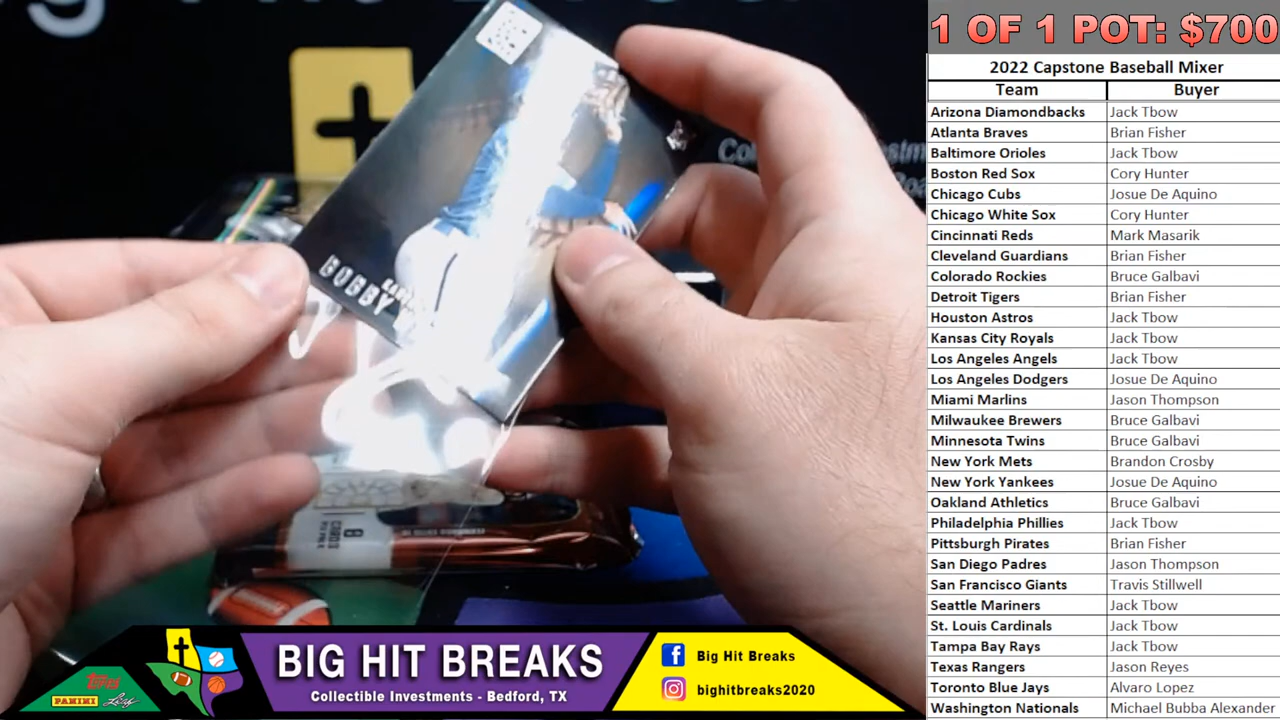 1 OF 1 POT: $700
2022 Capstone Baseball Mixer
Team Buyer
Arizona Diamondbacks Jack Tbow
Atlanta Braves Brian Fisher
Baltimore Orioles Jack Tbow
Boston Red Sox Cory Hunter
Chicago Cubs Josue De Aquino
Chicago White Sox Cory Hunter
Cincinnati Reds Mark Masarik
Cleveland Guardians Brian Fisher
Colorado Rockies Bruce Galbavi
Detroit Tigers Brian Fisher
Houston Astros Jack Tbow
Kansas City Royals Jack Tbow
Los Angeles Angels Jack Tbow
Los Angeles Dodgers Josue De Aquino
Miami Marlins Jason Thompson
Milwaukee Brewers Bruce Galbavi
Minnesota Twins Bruce Galbavi
New York Mets Brandon Crosby
New York Yankees Josue De Aquino
Oakland Athletics Bruce Galbavi
Philadelphia Phillies Jack Tbow
Pittsburgh Pirates Brian Fisher
San Diego Padres Jason Thompson
San Francisco Giants Travis Stillwell
Seattle Mariners Jack Tbow
St. Louis Cardinals Jack Tbow
Tampa Bay Rays Jack Tbow
Texas Rangers Jason Reyes
Toronto Blue Jays Alvaro Lopez
Washington Nationals Michael Bubba Alexander
BOBBY
8
CARDS
BIG HIT BREAKS
Collectible Investments - Bedford, TX
Big Hit Breaks
bighitbreaks2020
Topps
PANINI
Leaf